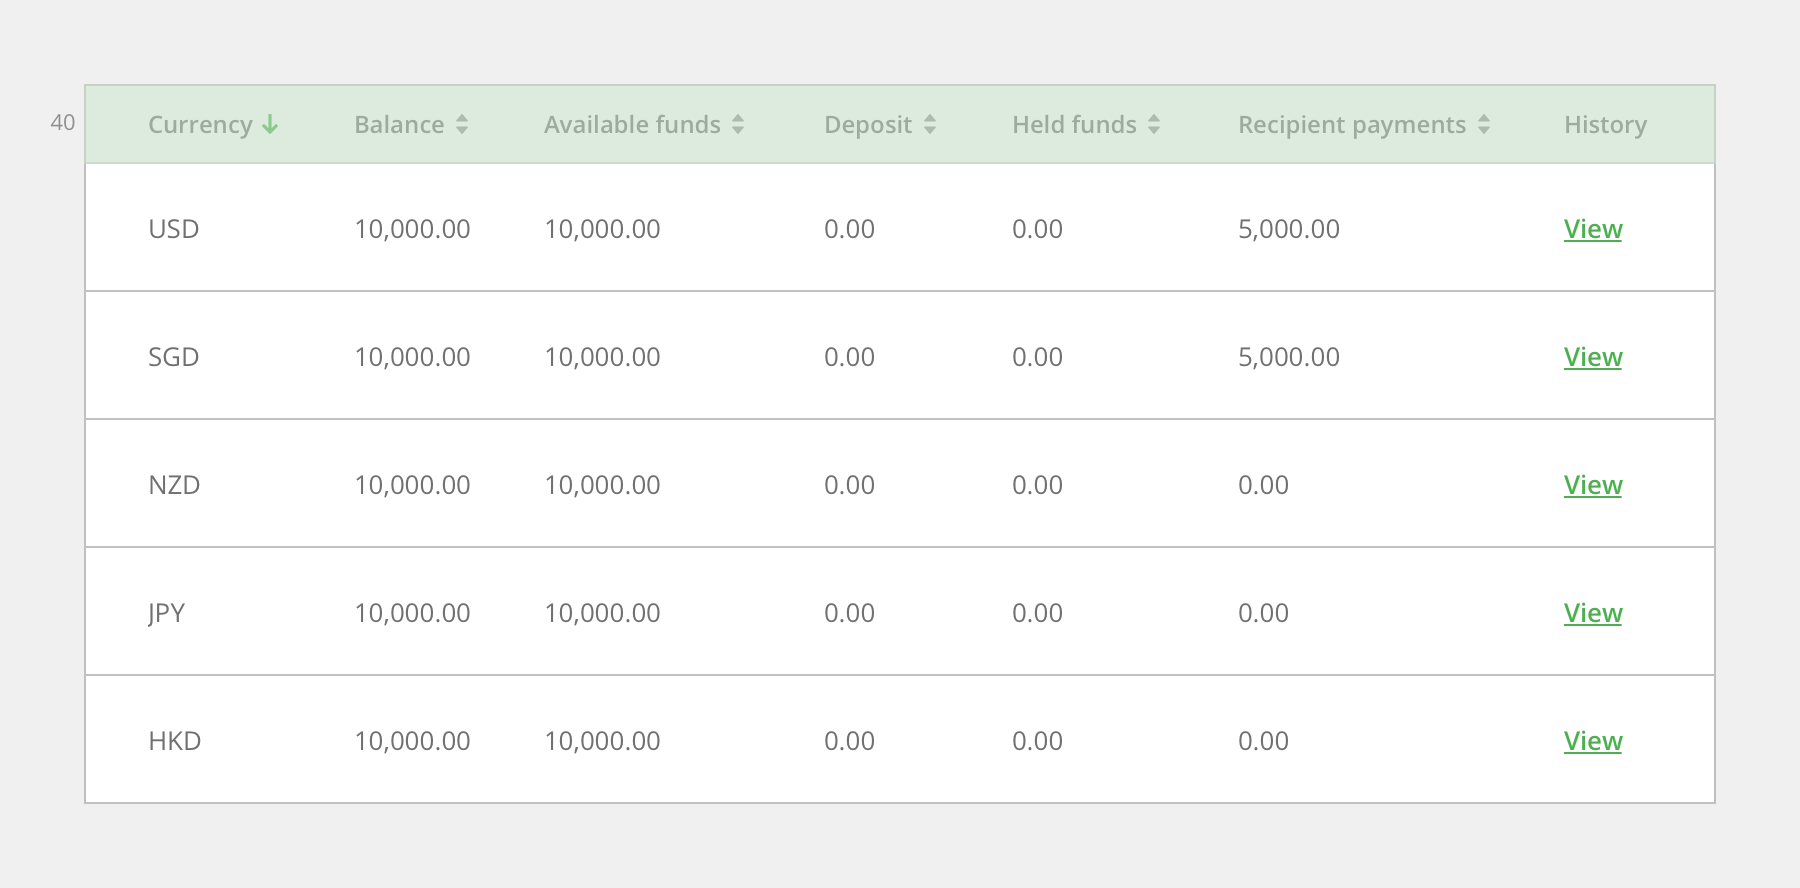 40
Currency Balance Available funds Deposit Held funds Recipient payments History
USD 10,000.00 10,000.00 0.00 0.00 5,000.00 View
SGD 10,000.00 10,000.00 0.00 0.00 5,000.00 View
NZD 10,000.00 10,000.00 0.00 0.00 0.00 View
JPY 10,000.00 10,000.00 0.00 0.00 0.00 View
HKD 10,000.00 10,000.00 0.00 0.00 0.00 View